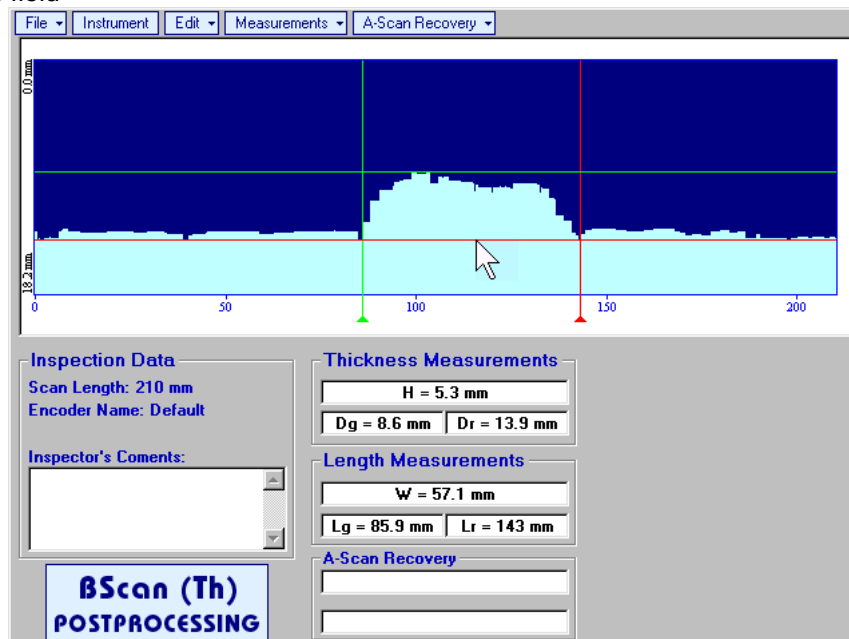 File Instrument Edit Measurements A-Scan Recovery
0.0 mm
18.2 mm
0 50 100 150 200
Inspection Data
Scan Length: 210 mm
Encoder Name: Default
Inspector's Coments:
Thickness Measurements
H = 5.3 mm
Dg = 8.6 mm Dr = 13.9 mm
Length Measurements
W = 57.1 mm
Lg = 85.9 mm Lr = 143 mm
A-Scan Recovery
ßScan (Th)
POSTPROCESSING